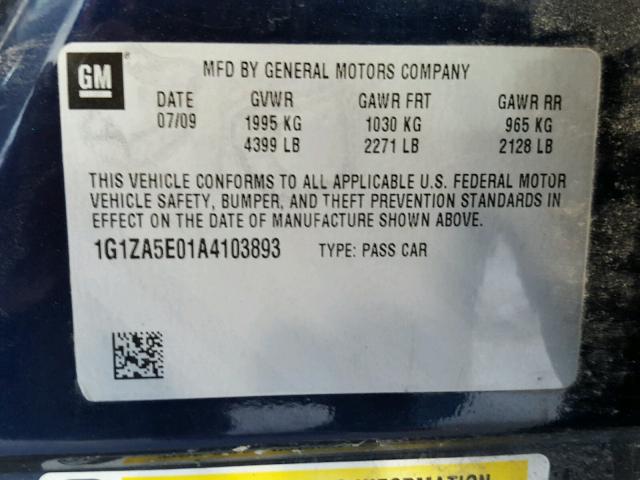 GM
MFD BY GENERAL MOTORS COMPANY
DATE GVWR GAWR FRT GAWR RR
07/09 1995 KG 1030 KG 965 KG
4399 LB 2271 LB 2128 LB
THIS VEHICLE CONFORMS TO ALL APPLICABLE U.S. FEDERAL MOTOR
VEHICLE SAFETY, BUMPER, AND THEFT PREVENTION STANDARDS IN
EFFECT ON THE DATE OF MANUFACTURE SHOWN ABOVE.
1G1ZA5E01A4103893 TYPE: PASS CAR
INFORMATION